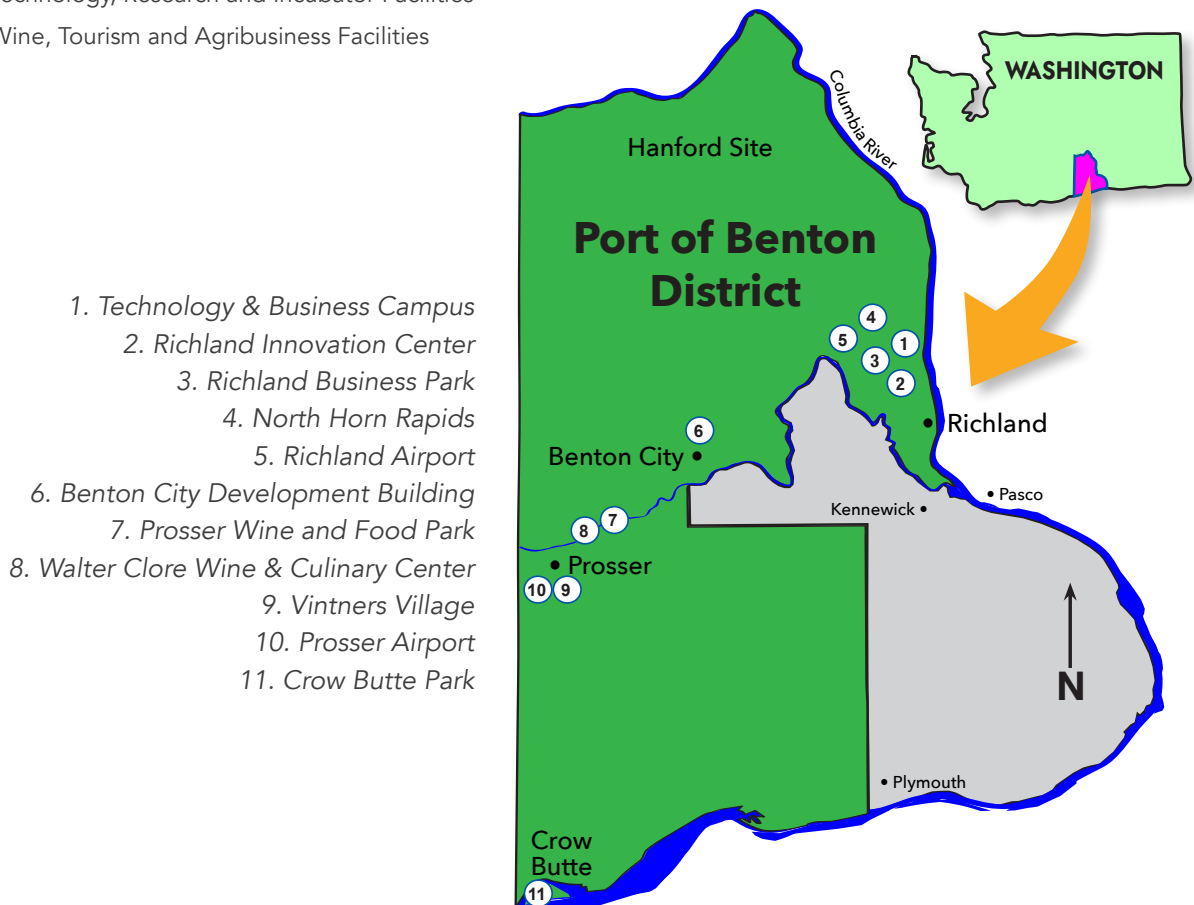 Research and Incubator Facilities
Wine, Tourism and Agribusiness Facilities
1. Technology & Business Campus
2. Richland Innovation Center
3. Richland Business Park
4. North Horn Rapids
5. Richland Airport
6. Benton City Development Building
7. Prosser Wine and Food Park
8. Walter Clore Wine & Culinary Center
9. Vintners Village
10. Prosser Airport
11. Crow Butte Park
WASHINGTON
Columbia River
Hanford Site
Port of Benton
District
4
5
1
3
2
Richland
6
Benton City
Pasco
Kennewick
7
8
Prosser
10
9
N
Plymouth
Crow
Butte
11